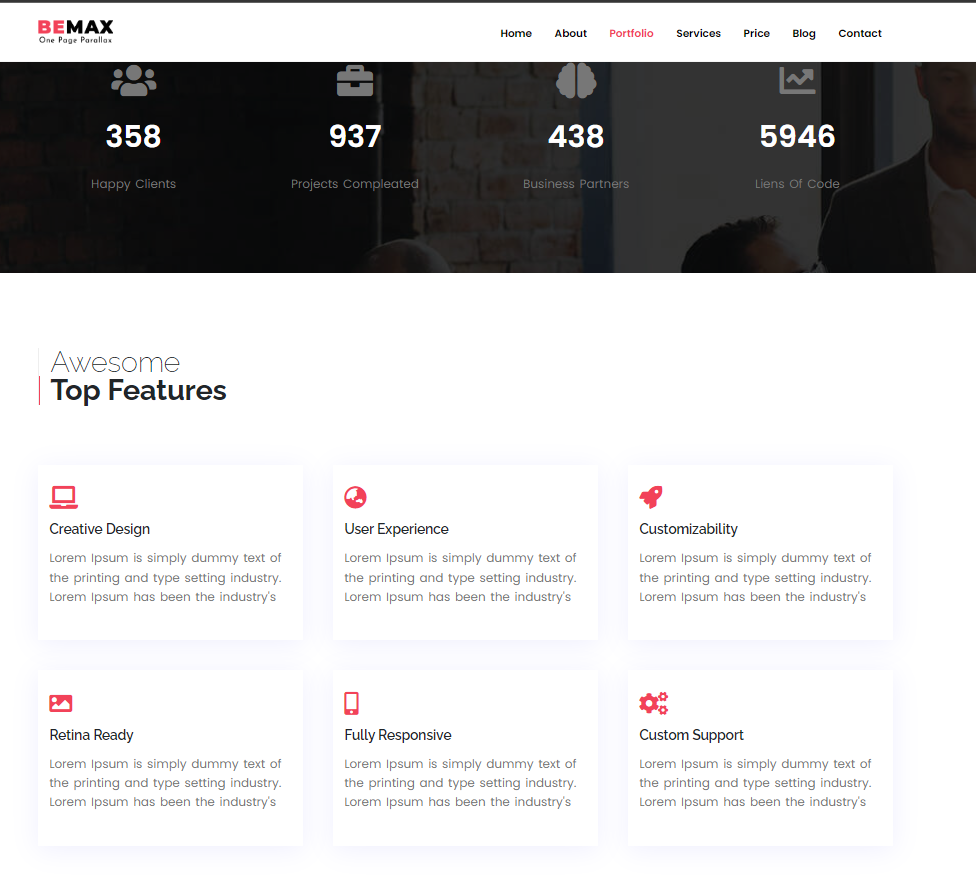 BEMAX
One Page Parallax
Home About Portfolio Services Price Blog Contact
358 937 438 5946
Happy Clients Projects Compleated Business Partners Liens Of Code
Awesome
Top Features
Creative Design
Lorem Ipsum is simply dummy text of
the printing and type setting industry.
Lorem Ipsum has been the industry's
User Experience
Lorem Ipsum is simply dummy text of
the printing and type setting industry.
Lorem Ipsum has been the industry's
Customizability
Lorem Ipsum is simply dummy text of
the printing and type setting industry.
Lorem Ipsum has been the industry's
Retina Ready
Lorem Ipsum is simply dummy text of
the printing and type setting industry.
Lorem Ipsum has been the industry's
Fully Responsive
Lorem Ipsum is simply dummy text of
the printing and type setting industry.
Lorem Ipsum has been the industry's
Custom Support
Lorem Ipsum is simply dummy text of
the printing and type setting industry.
Lorem Ipsum has been the industry's